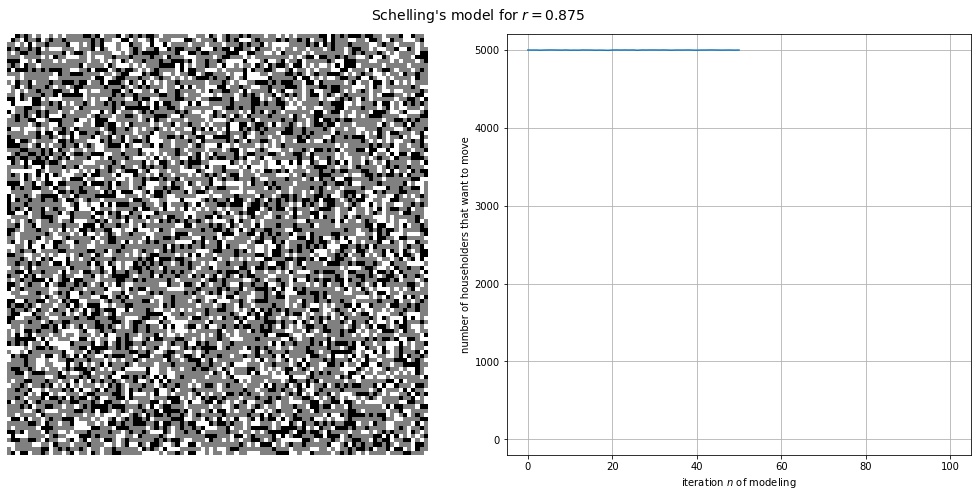 Schelling's model for r = 0.875
number of householders that want to move
5000
4000
3000
2000
1000
0
0 20 40 60 80 100
iteration n of modeling